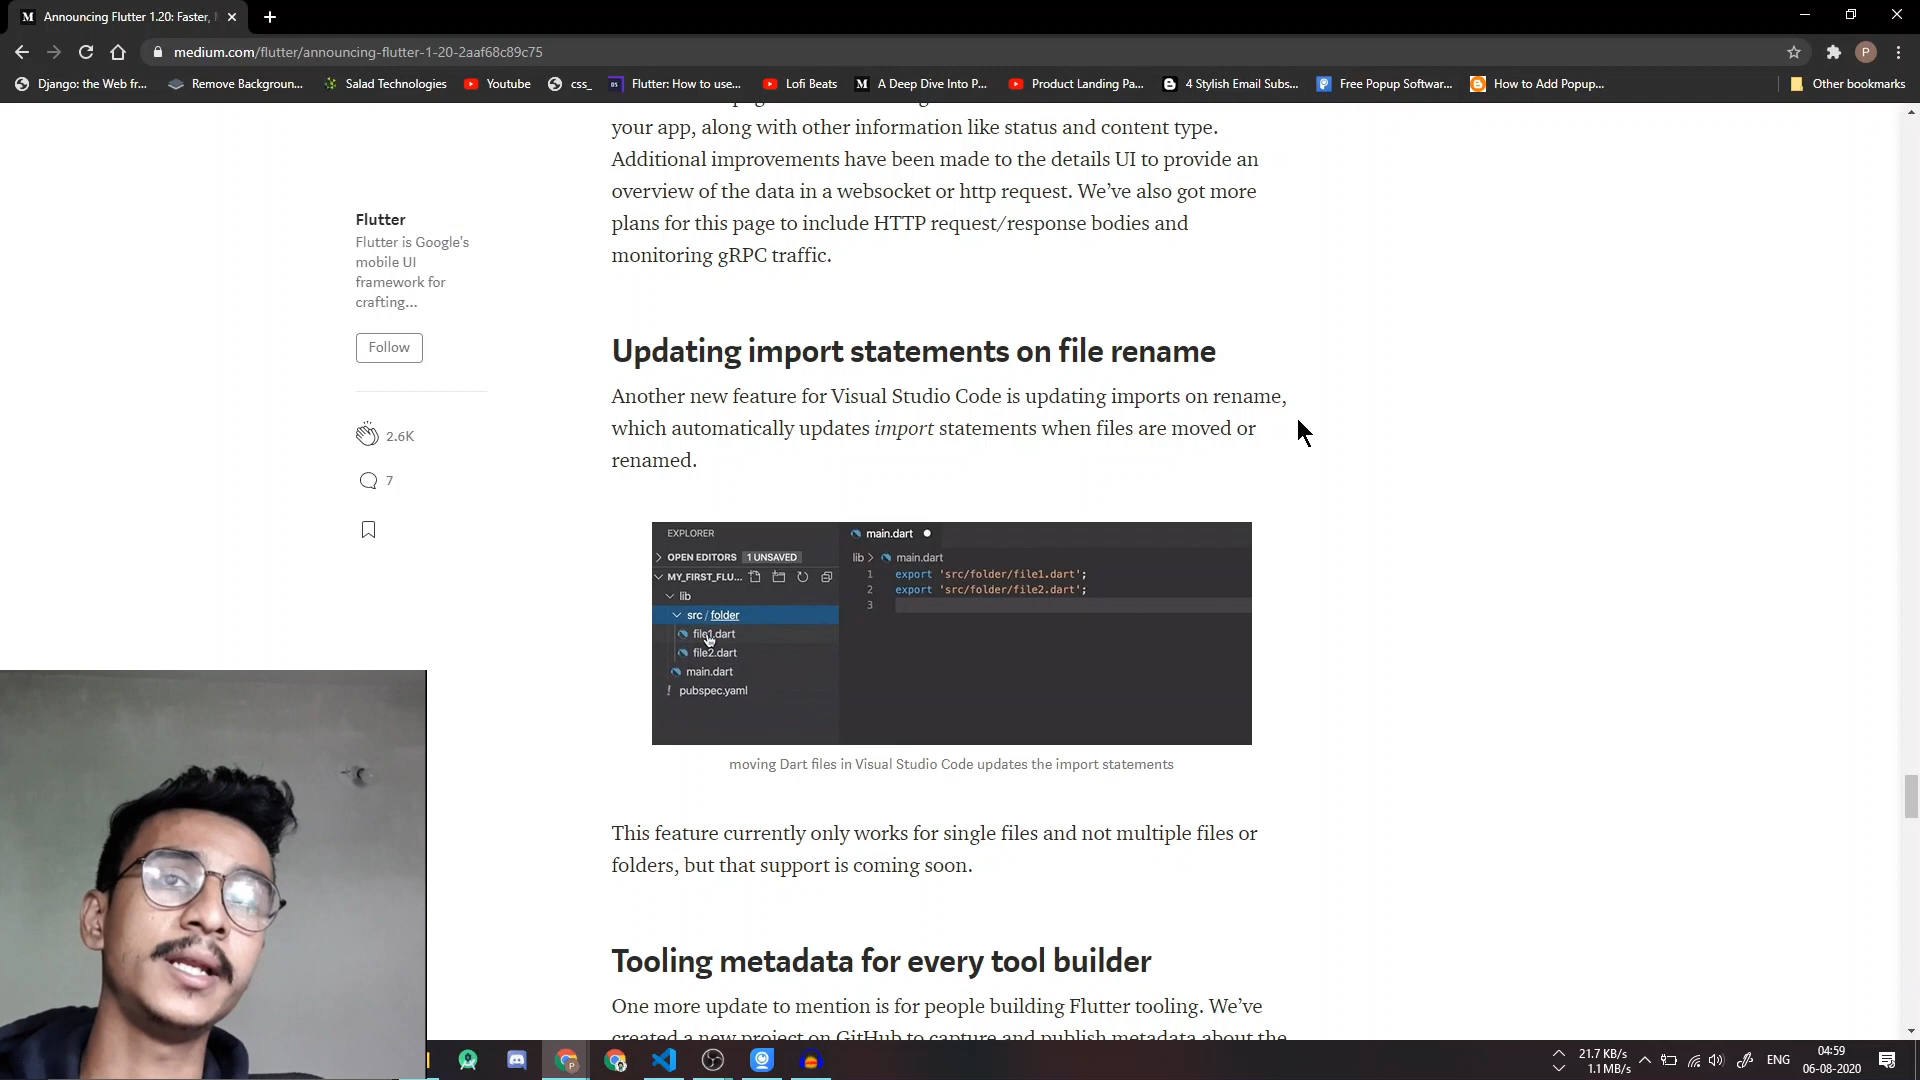 Announcing Flutter 1.20: Faster,
medium.com/flutter/announcing-flutter-1-20-2aaf68c89c75
Django: the Web fr...
Remove Backgroun...
Salad Technologies
Youtube
css_
Flutter: How to use...
Lofi Beats
A Deep Dive Into P...
Product Landing Pa...
4 Stylish Email Subs...
Free Popup Softwar...
How to Add Popup...
Other bookmarks
your app, along with other information like status and content type.
Additional improvements have been made to the details UI to provide an
overview of the data in a websocket or http request. We’ve also got more
plans for this page to include HTTP request/response bodies and
monitoring gRPC traffic.
Flutter
Flutter is Google's
mobile UI
framework for
crafting...
Follow
2.6K
7
Updating import statements on file rename
Another new feature for Visual Studio Code is updating imports on rename,
which automatically updates import statements when files are moved or
renamed.
EXPLORER
OPEN EDITORS 1 UNSAVED
MY_FIRST_FLU...
lib
src / folder
file1.dart
file2.dart
main.dart
! pubspec.yaml
main.dart
lib > main.dart
1 export 'src/folder/file1.dart';
2 export 'src/folder/file2.dart';
3
moving Dart files in Visual Studio Code updates the import statements
This feature currently only works for single files and not multiple files or
folders, but that support is coming soon.
Tooling metadata for every tool builder
One more update to mention is for people building Flutter tooling. We’ve
created a new project on GitHub to capture and publish metadata about the
21.7 KB/s
1.1 MB/s
ENG
04:59
06-08-2020